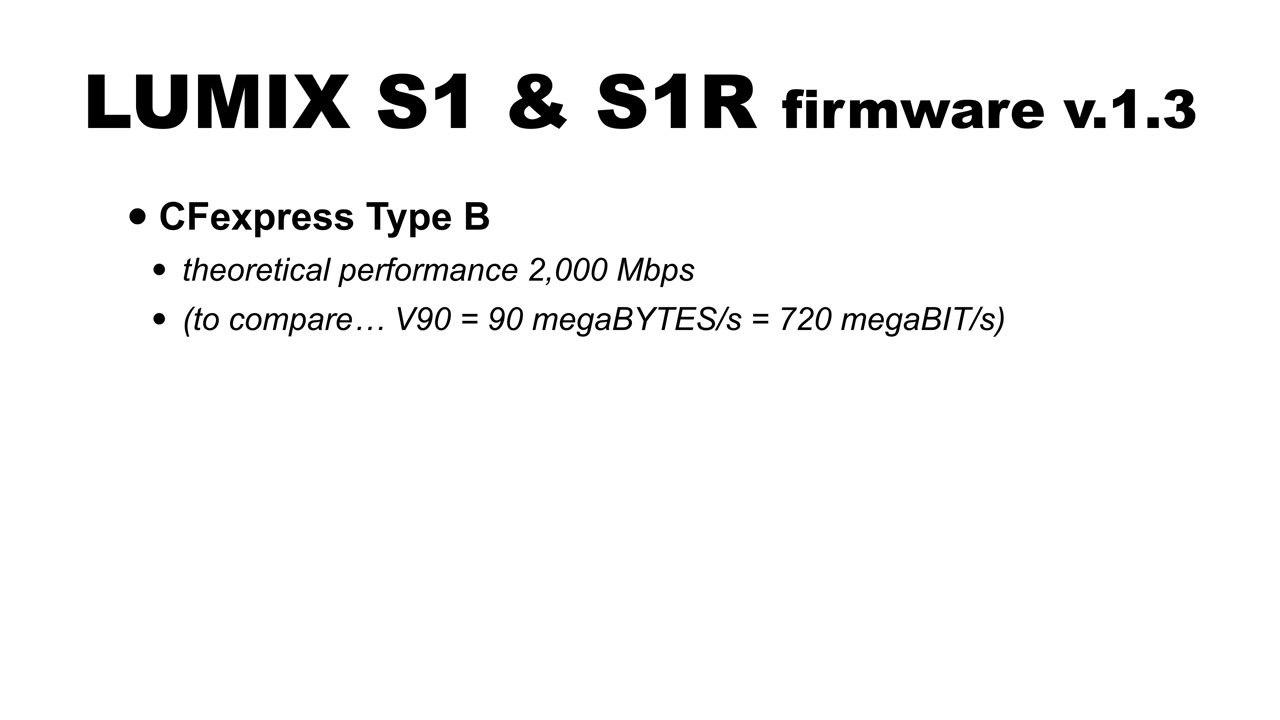 LUMIX S1 & S1R firmware v.1.3
• CFexpress Type B
• theoretical performance 2,000 Mbps
• (to compare… V90 = 90 megaBYTES/s = 720 megaBIT/s)